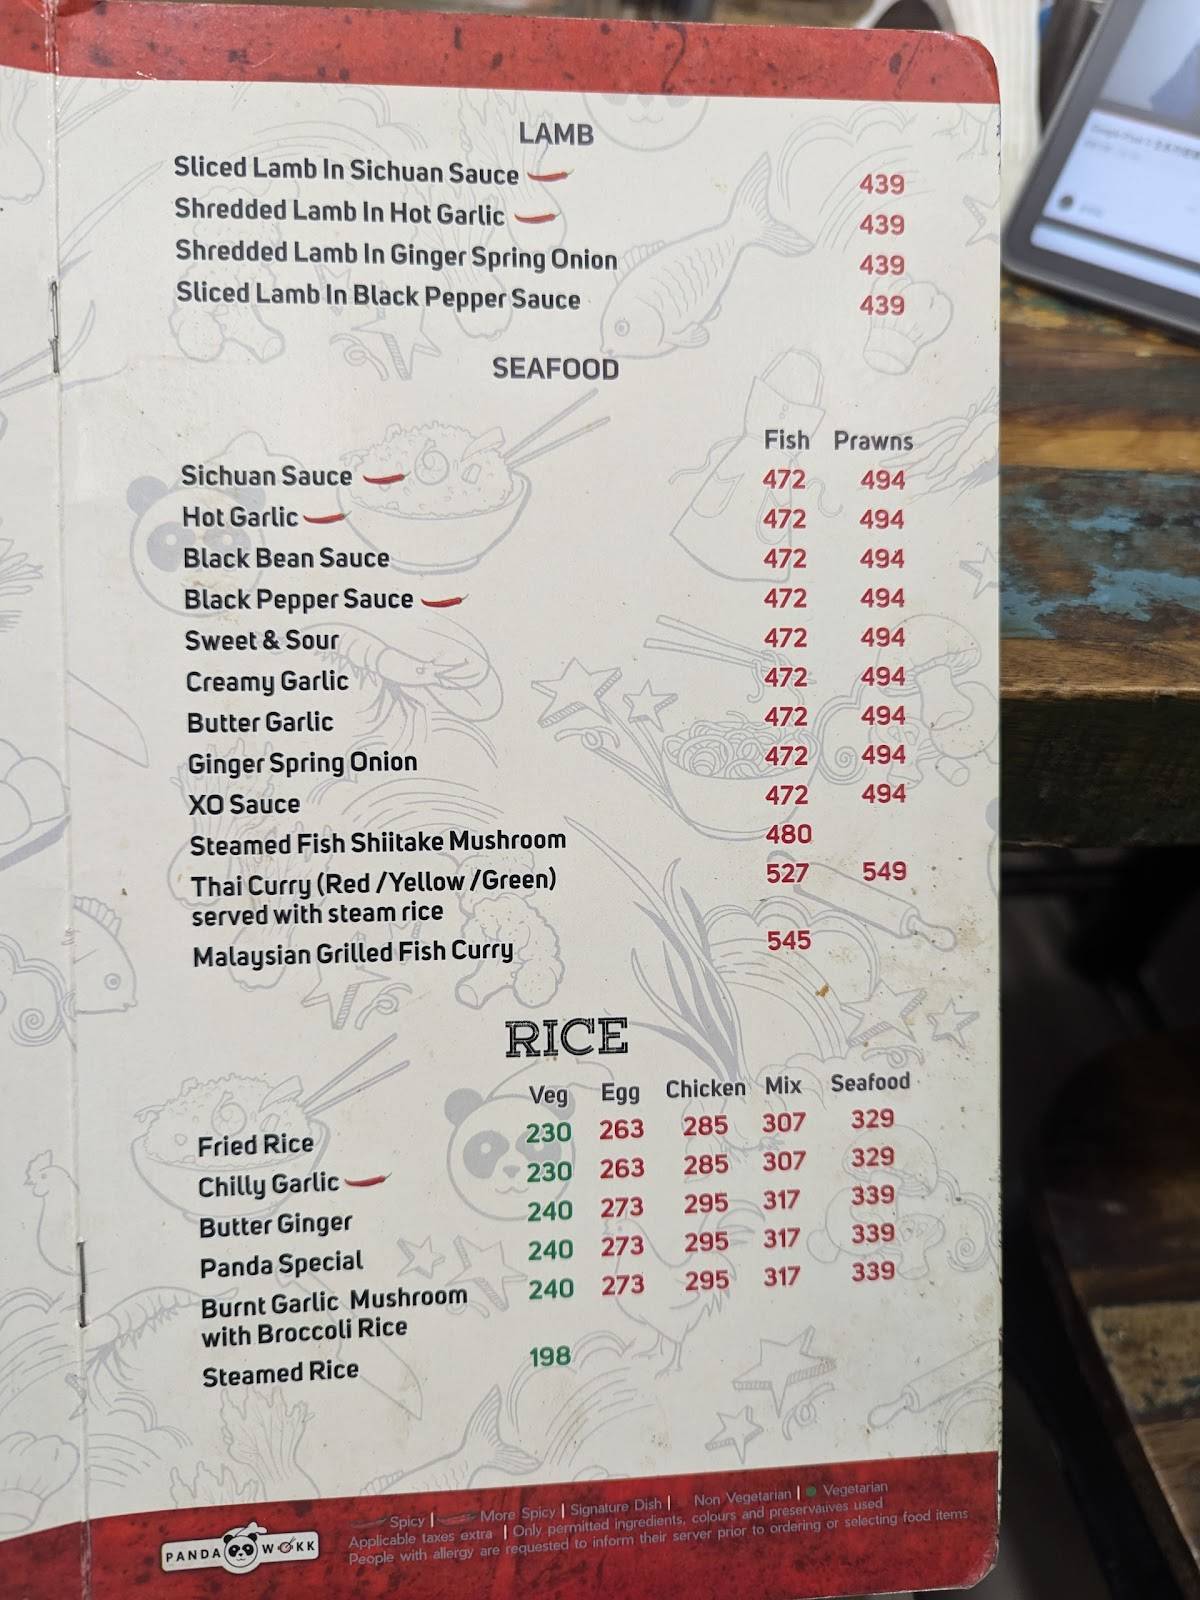 LAMB
Sliced Lamb In Sichuan Sauce 439
Shredded Lamb In Hot Garlic 439
Shredded Lamb In Ginger Spring Onion 439
Sliced Lamb In Black Pepper Sauce 439
SEAFOOD
Fish Prawns
Sichuan Sauce 472 494
Hot Garlic 472 494
Black Bean Sauce 472 494
Black Pepper Sauce 472 494
Sweet & Sour 472 494
Creamy Garlic 472 494
Butter Garlic 472 494
Ginger Spring Onion 472 494
XO Sauce 472 494
Steamed Fish Shiitake Mushroom 480
Thai Curry (Red /Yellow /Green) 527 549
served with steam rice
Malaysian Grilled Fish Curry 545
RICE
Veg Egg Chicken Mix Seafood
Fried Rice 230 263 285 307 329
Chilly Garlic 230 263 285 307 329
Butter Ginger 240 273 295 317 339
Panda Special 240 273 295 317 339
Burnt Garlic Mushroom 240 273 295 317 339
with Broccoli Rice
Steamed Rice 198
Spicy | More Spicy | Signature Dish | Non Vegetarian | Vegetarian
Applicable taxes extra | Only permitted ingredients, colours and preservatives used
People with allergy are requested to inform their server prior to ordering or selecting food items
PANDA WOKK